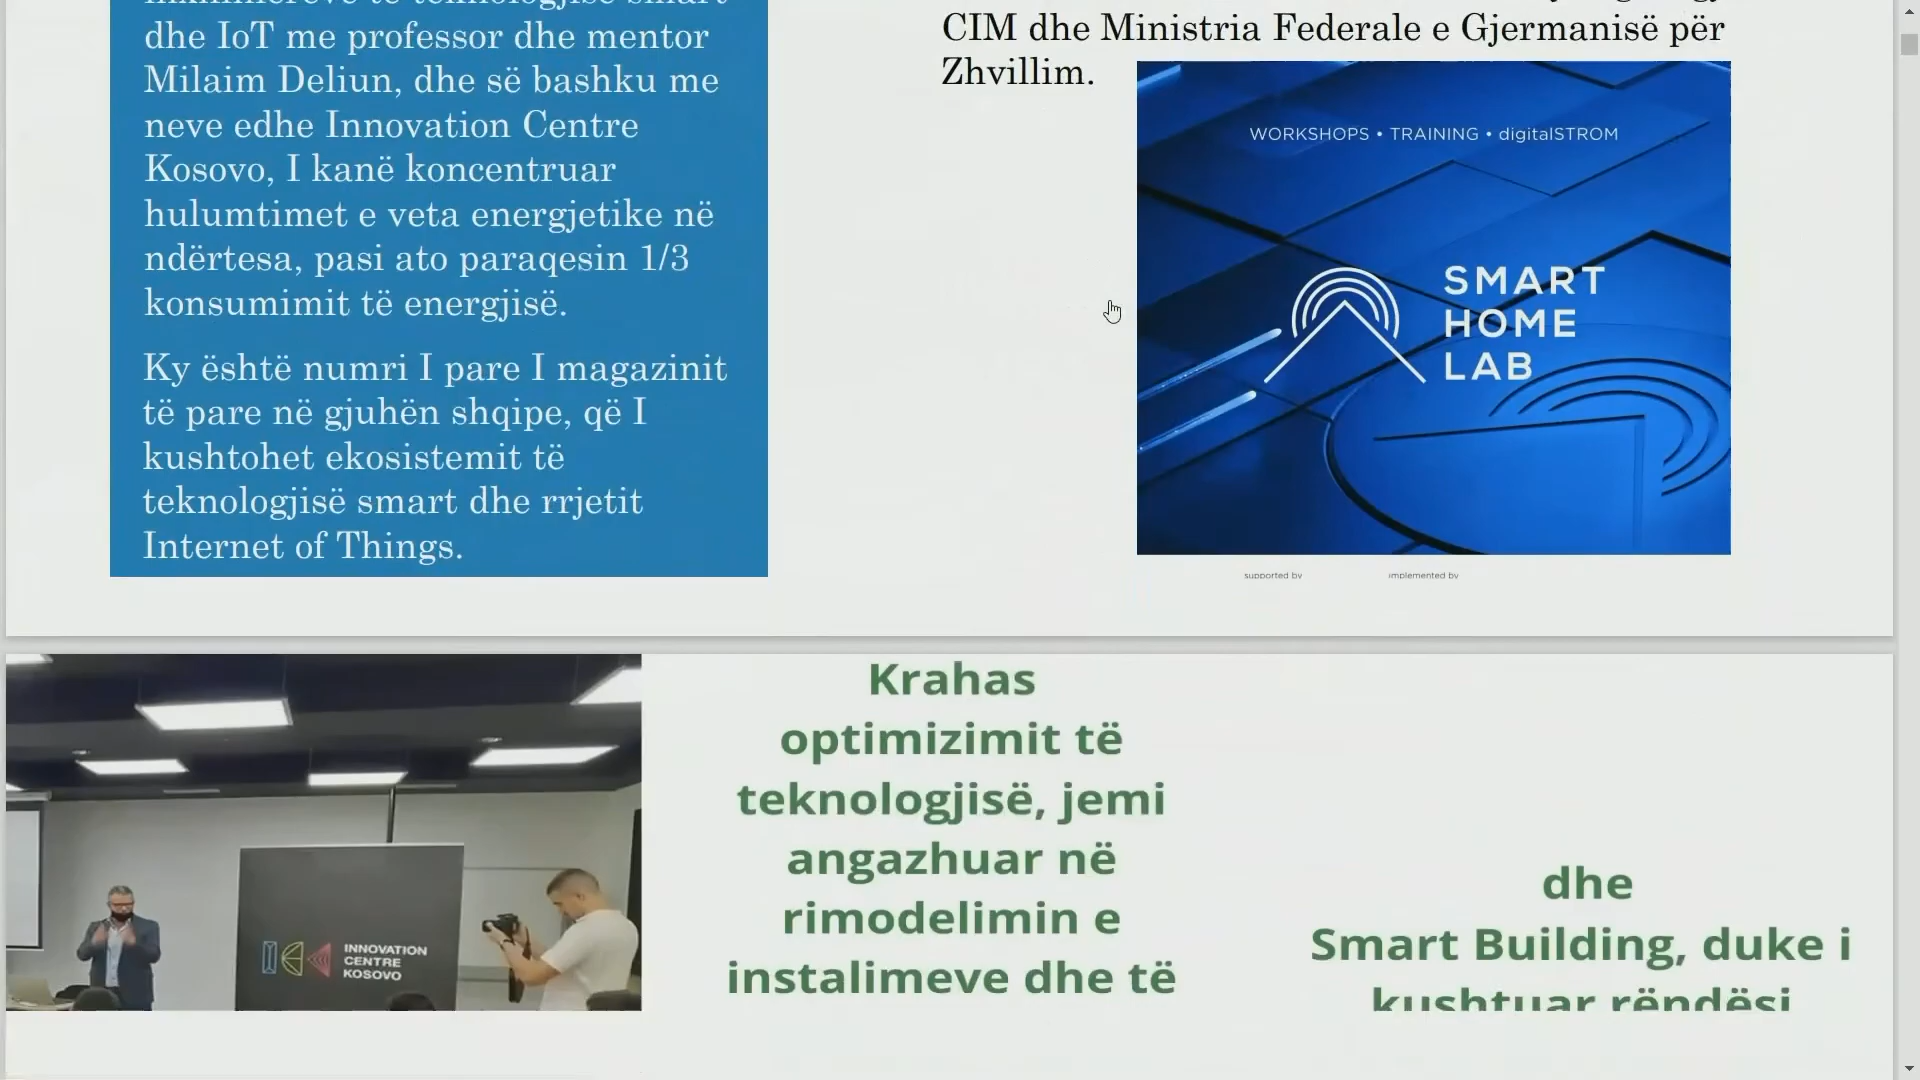 dhe IoT me professor dhe mentor
Milaim Deliun, dhe së bashku me
neve edhe Innovation Centre
Kosovo, I kanë koncentruar
hulumtimet e veta energjetike në
ndërtesa, pasi ato paraqesin 1/3
konsumimit të energjisë.
Ky është numri I pare I magazinit
të pare në gjuhën shqipe, që I
kushtohet ekosistemit të
teknologjisë smart dhe rrjetit
Internet of Things.
CIM dhe Ministria Federale e Gjermanisë për
Zhvillim.
WORKSHOPS • TRAINING • digitalSTROM
SMART
HOME
LAB
supported by
implemented by
INNOVATION
CENTRE
KOSOVO
Krahas
optimizimit të
teknologjisë, jemi
angazhuar në
rimodelimin e
instalimeve dhe të
dhe
Smart Building, duke i
kushtuar rëndësi